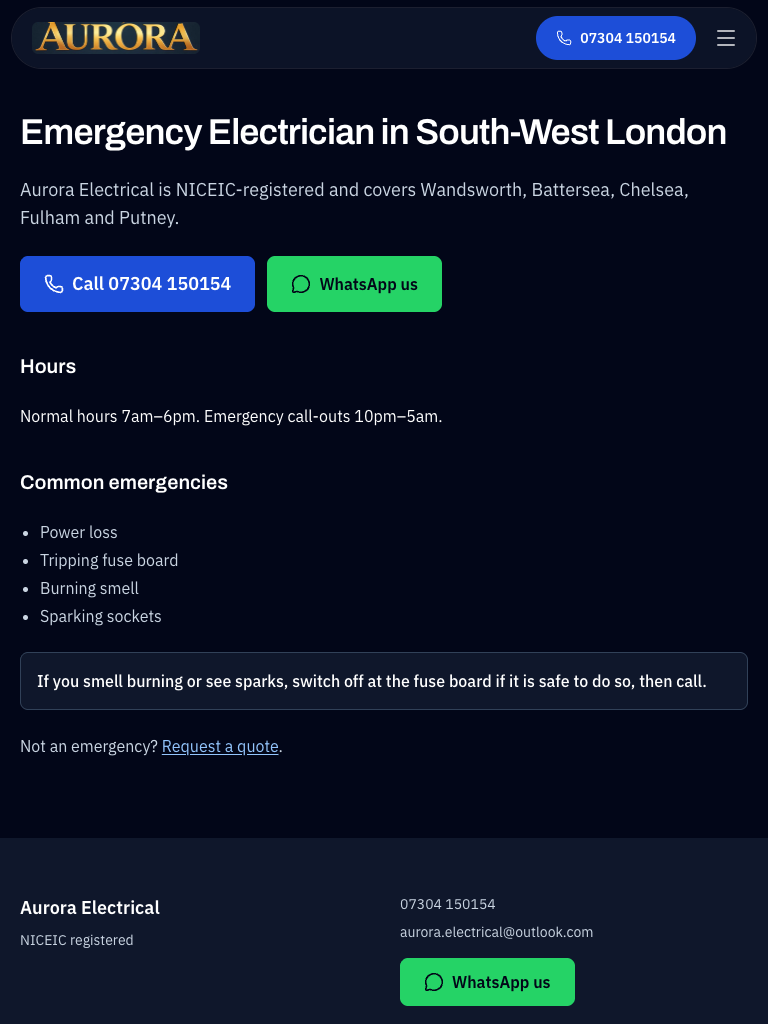 AURORA
07304 150154
Emergency Electrician in South-West London
Aurora Electrical is NICEIC-registered and covers Wandsworth, Battersea, Chelsea,
Fulham and Putney.
Call 07304 150154
WhatsApp us
Hours
Normal hours 7am–6pm. Emergency call-outs 10pm–5am.
Common emergencies
• Power loss
• Tripping fuse board
• Burning smell
• Sparking sockets
If you smell burning or see sparks, switch off at the fuse board if it is safe to do so, then call.
Not an emergency? Request a quote.
Aurora Electrical
NICEIC registered
07304 150154
aurora.electrical@outlook.com
WhatsApp us